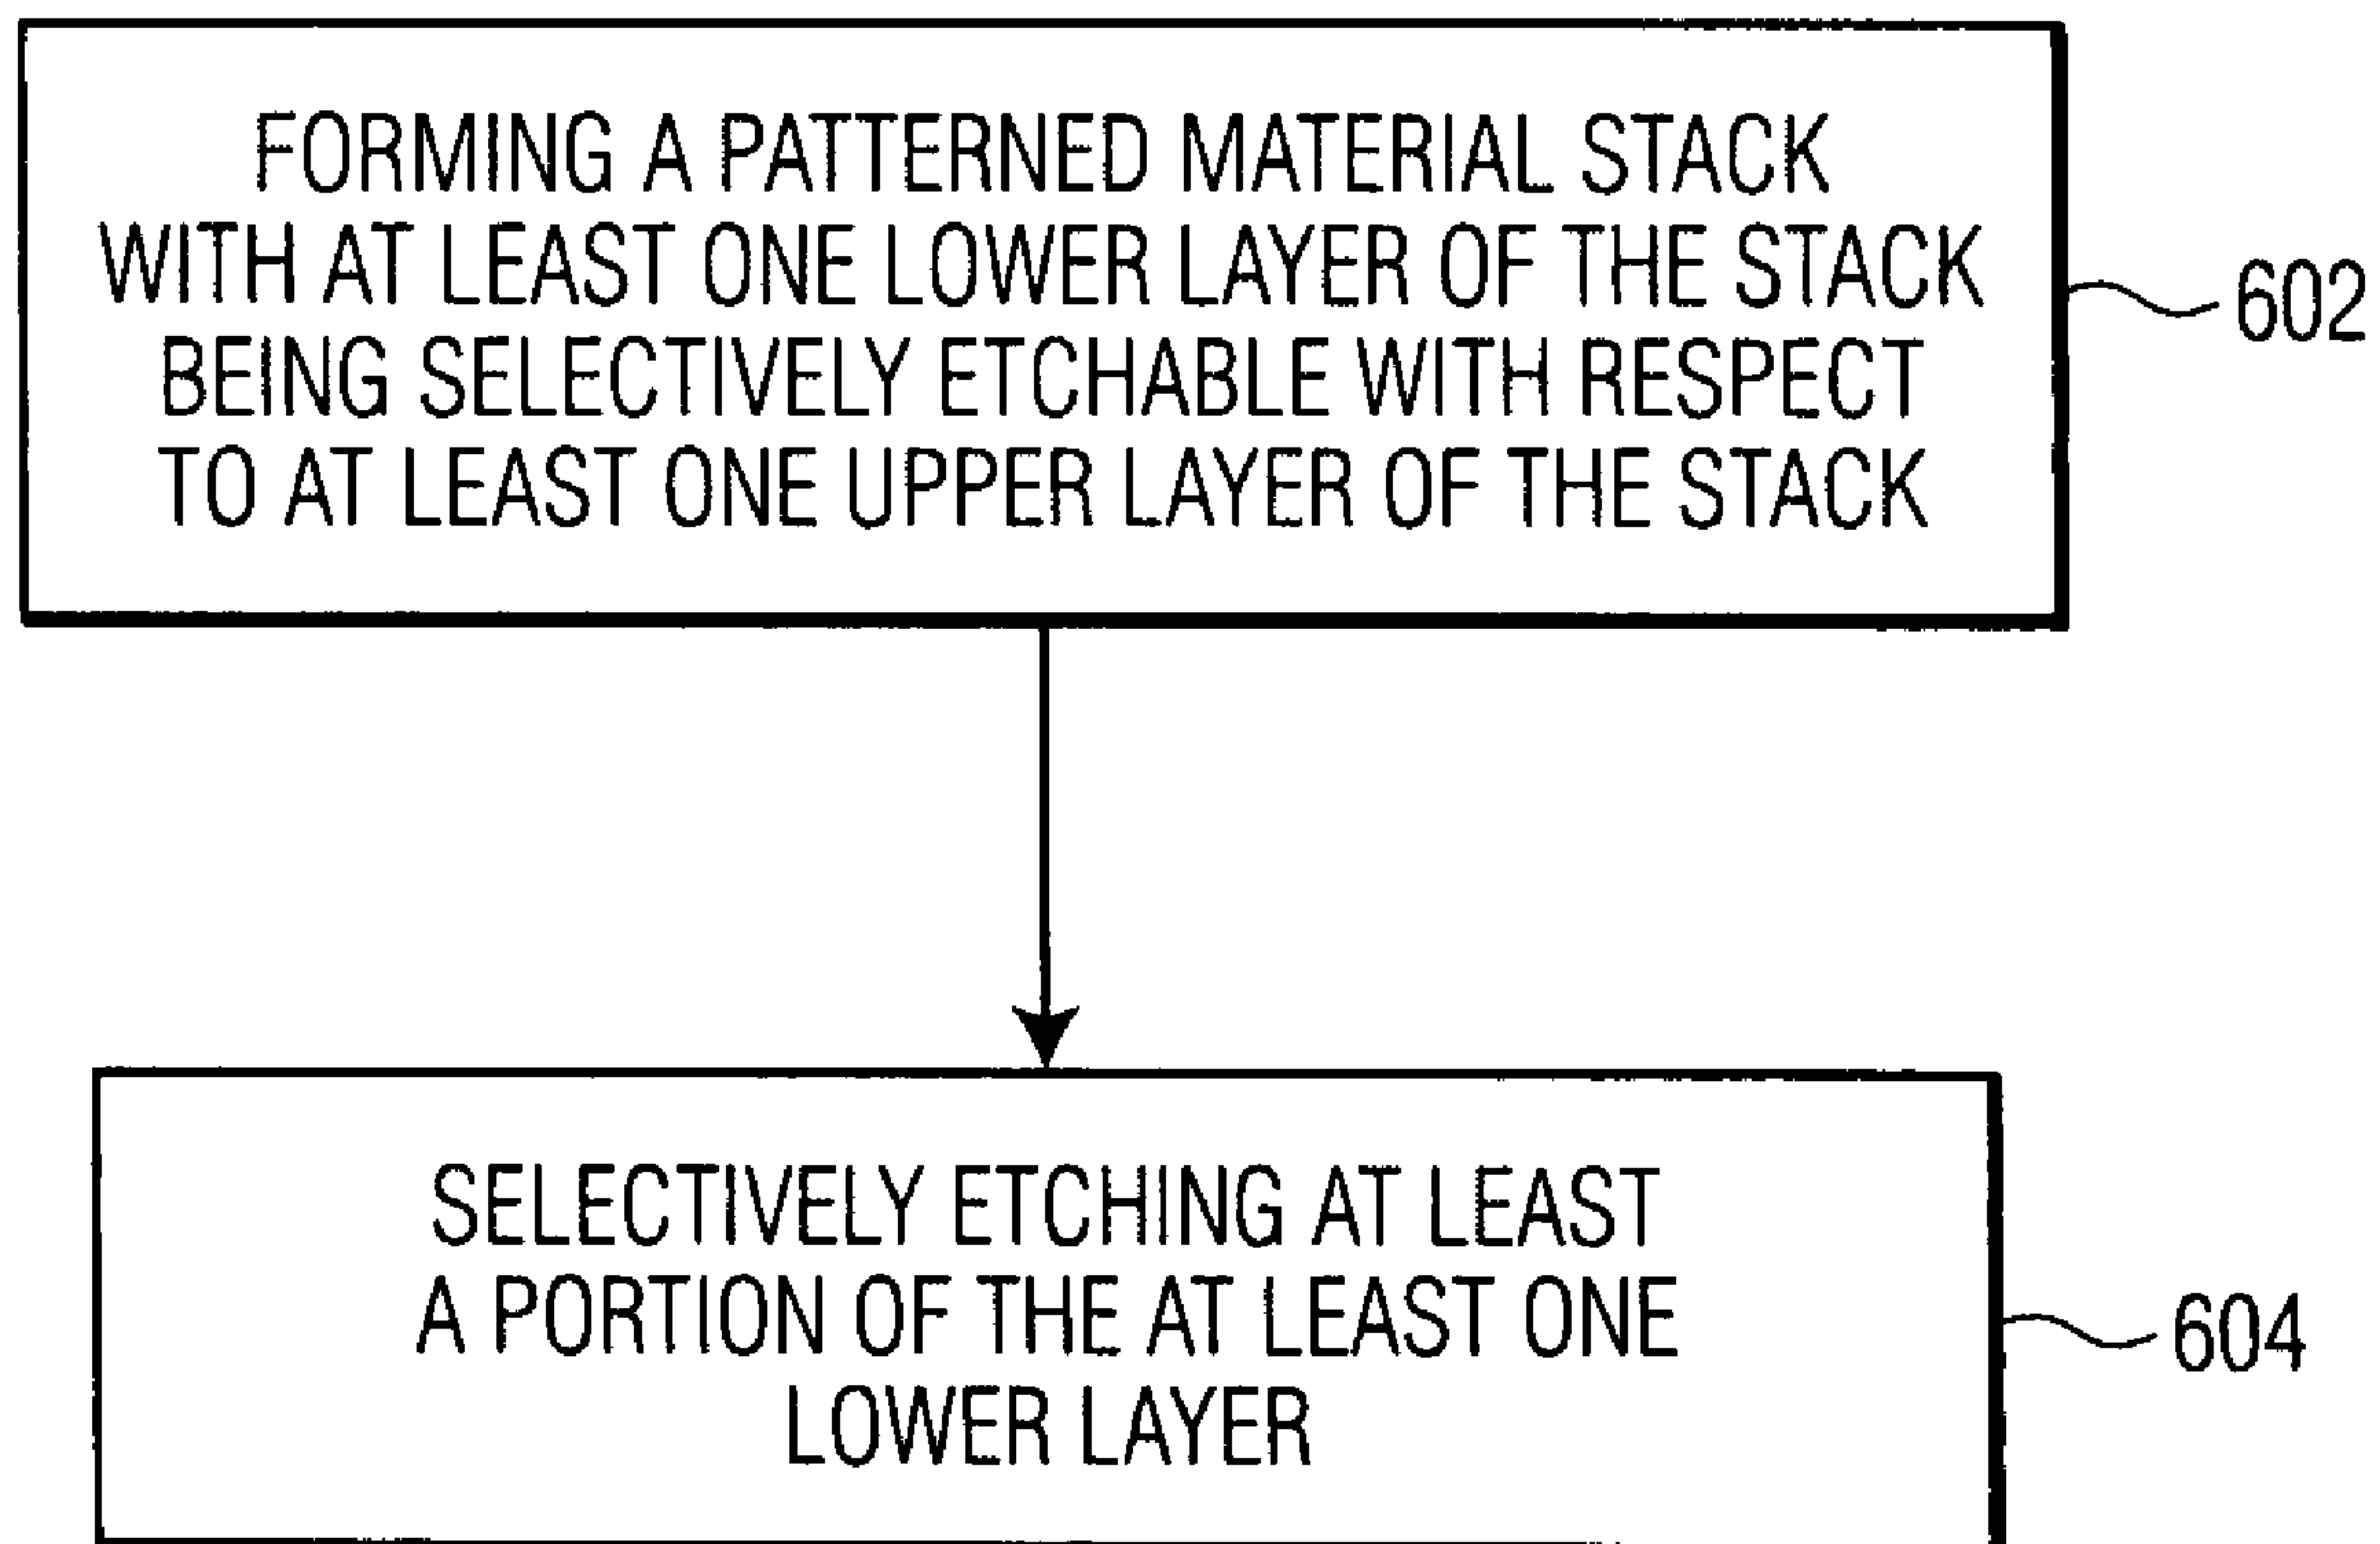 FORMING A PATTERNED MATERIAL STACK
WITH AT LEAST ONE LOWER LAYER OF THE STACK
BEING SELECTIVELY ETCHABLE WITH RESPECT
TO AT LEAST ONE UPPER LAYER OF THE STACK
602
SELECTIVELY ETCHING AT LEAST
A PORTION OF THE AT LEAST ONE
LOWER LAYER
604